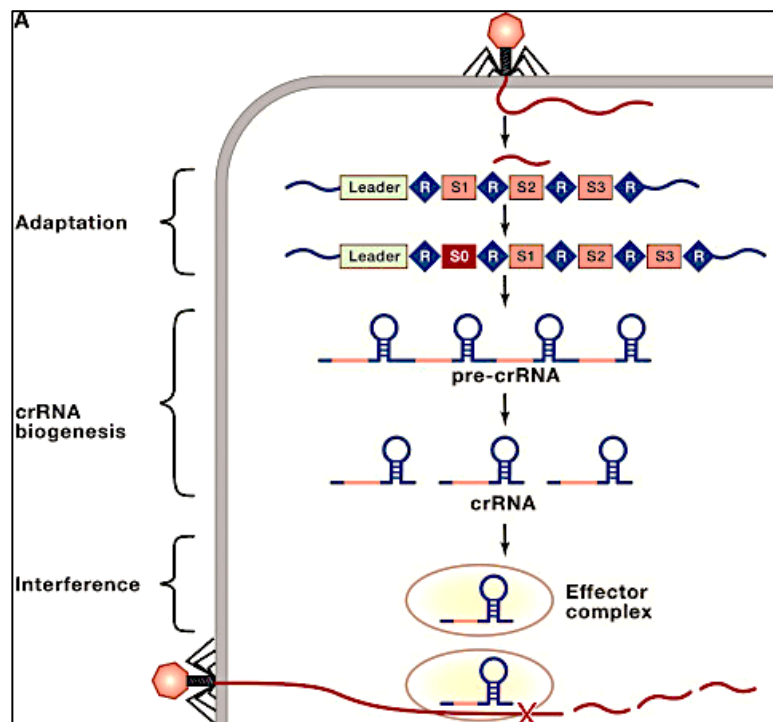 A
Leader R S1 R S2 R S3 R
Adaptation
Leader R S0 R S1 R S2 R S3 R
pre-crRNA
crRNA
biogenesis
crRNA
Interference
Effector
complex
X